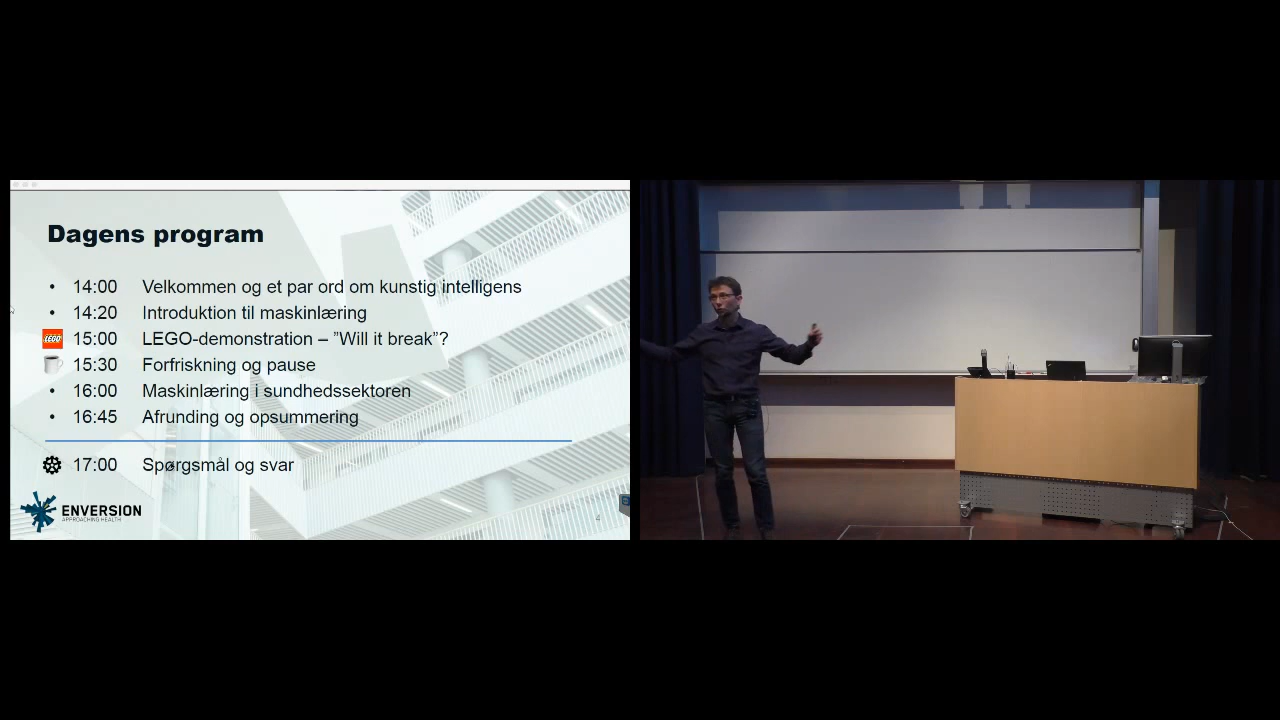 Dagens program
• 14:00 Velkommen og et par ord om kunstig intelligens
• 14:20 Introduktion til maskinlæring
LEGO 15:00 LEGO-demonstration – ”Will it break”?
15:30 Forfriskning og pause
• 16:00 Maskinlæring i sundhedssektoren
• 16:45 Afrunding og opsummering
17:00 Spørgsmål og svar
ENVERSION
APPROACHING HEALTH
4